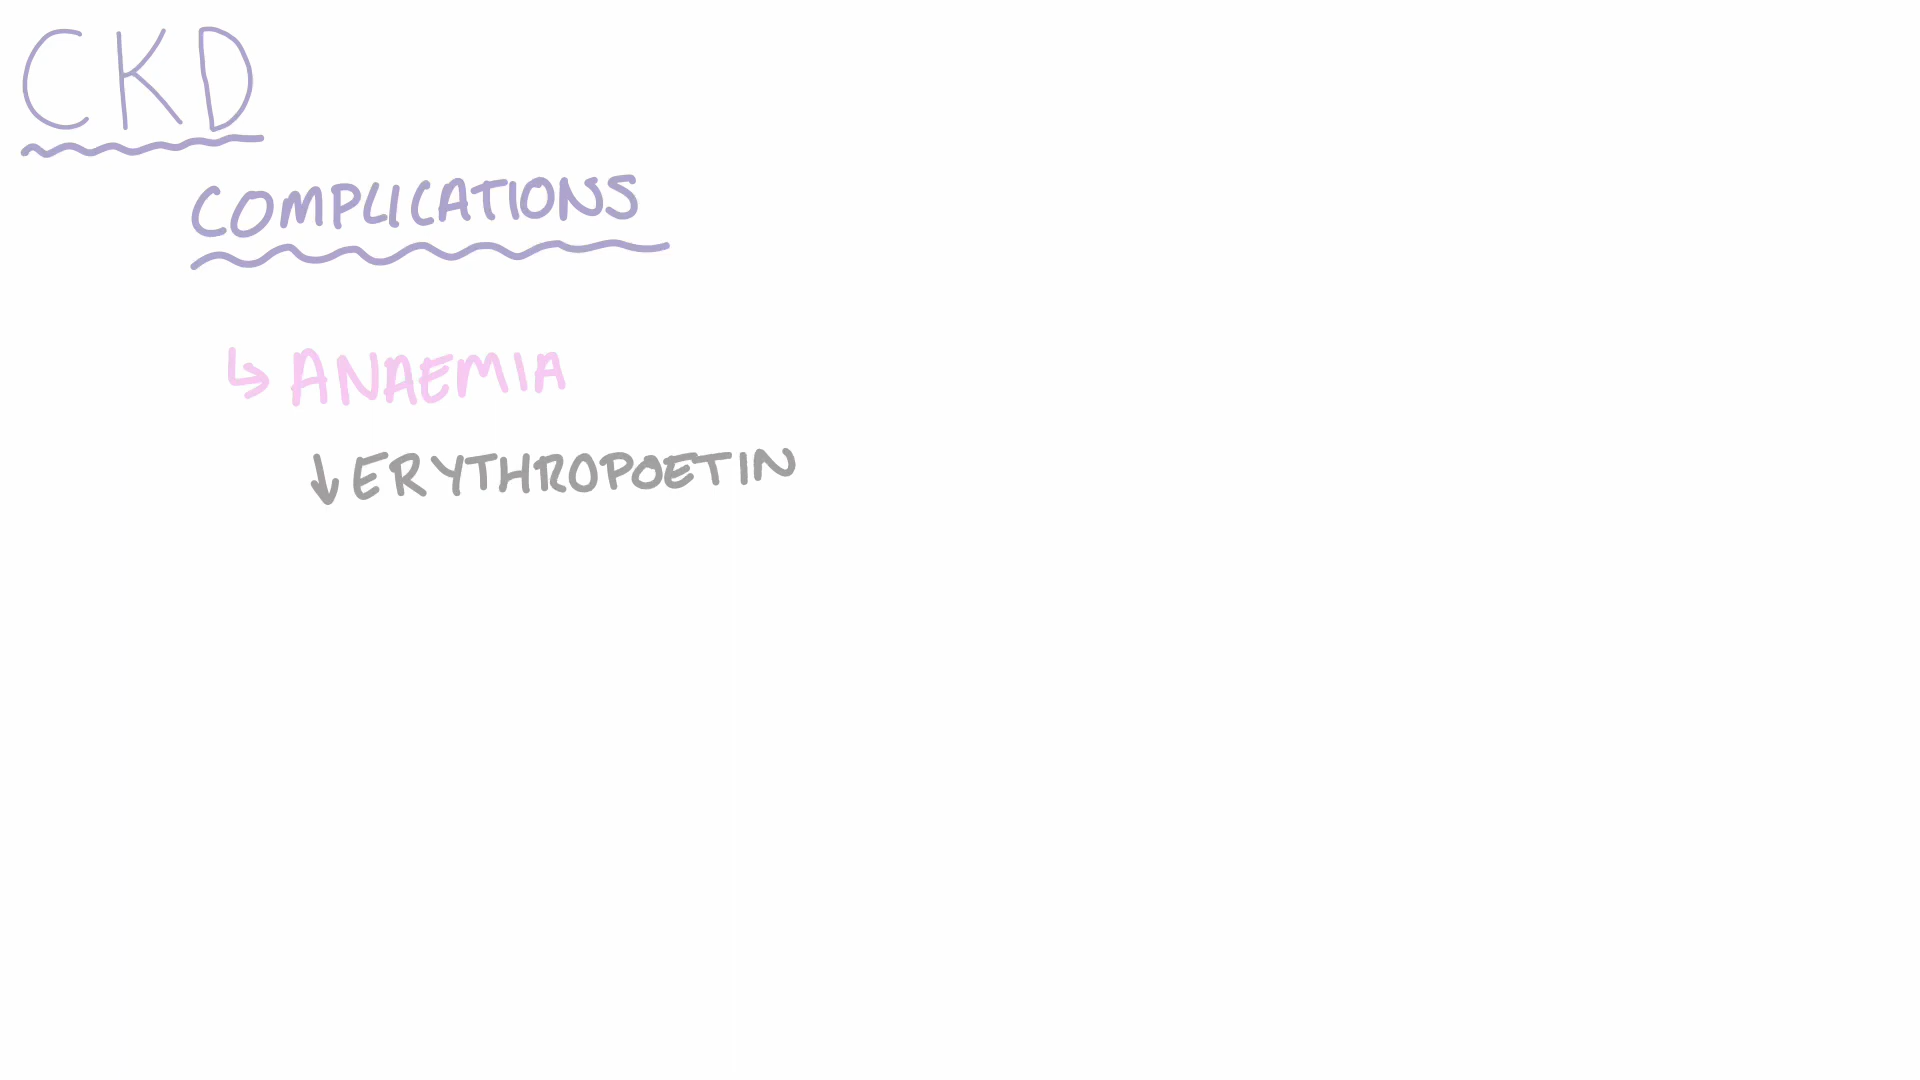 CKD
COMPLICATIONS
↳ ANAEMIA
↓ ERYTHROPOETIN